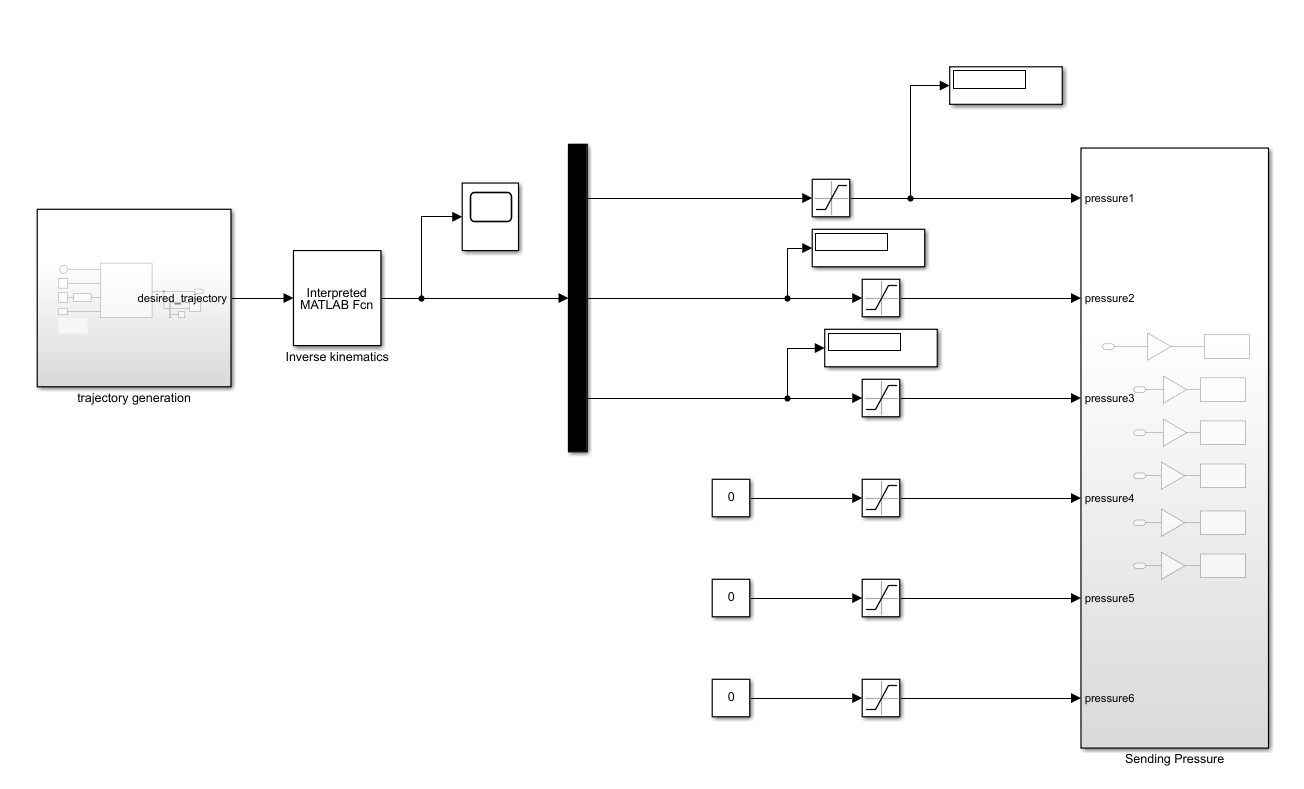 pressure1
desired_trajectory
Interpreted
MATLAB Fcn
Inverse kinematics
trajectory generation
pressure2
pressure3
0
pressure4
0
pressure5
0
pressure6
Sending Pressure